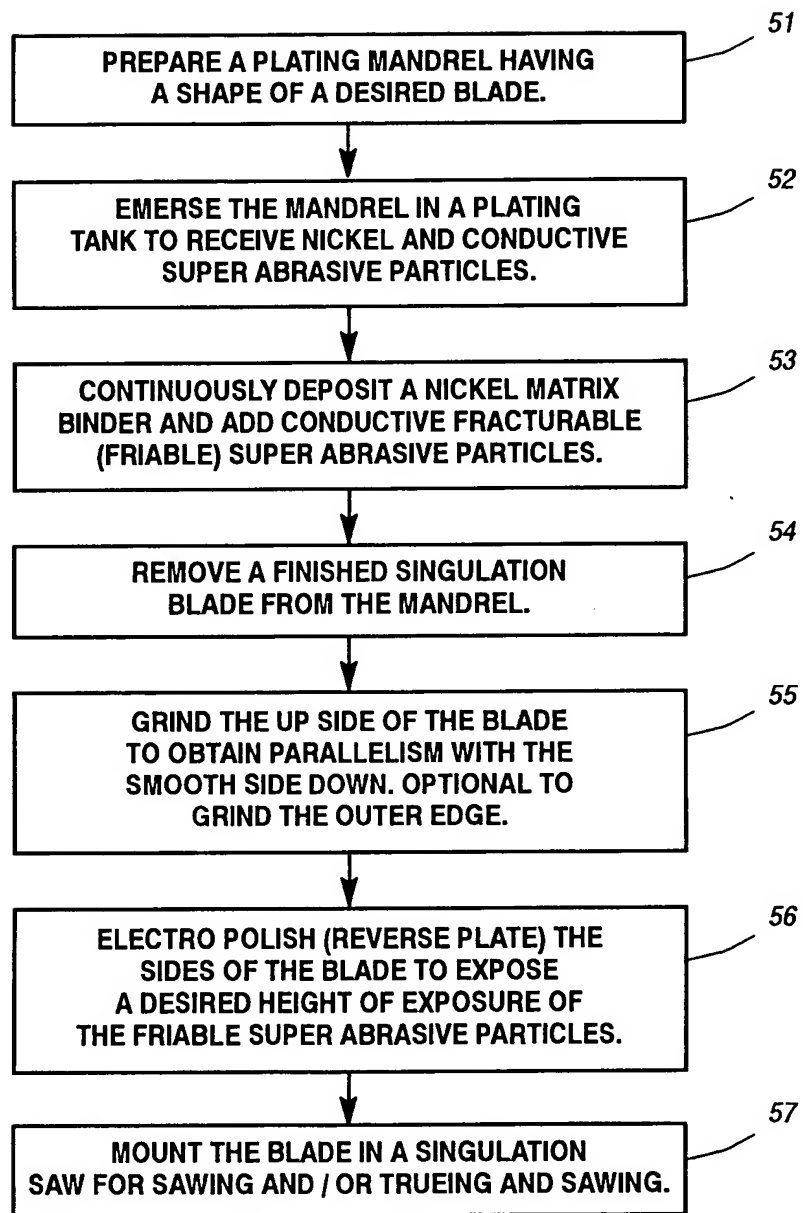 51
PREPARE A PLATING MANDREL HAVING
A SHAPE OF A DESIRED BLADE.
52
EMERSE THE MANDREL IN A PLATING
TANK TO RECEIVE NICKEL AND CONDUCTIVE
SUPER ABRASIVE PARTICLES.
53
CONTINUOUSLY DEPOSIT A NICKEL MATRIX
BINDER AND ADD CONDUCTIVE FRACTURABLE
(FRIABLE) SUPER ABRASIVE PARTICLES.
54
REMOVE A FINISHED SINGULATION
BLADE FROM THE MANDREL.
55
GRIND THE UP SIDE OF THE BLADE
TO OBTAIN PARALLELISM WITH THE
SMOOTH SIDE DOWN. OPTIONAL TO
GRIND THE OUTER EDGE.
56
ELECTRO POLISH (REVERSE PLATE) THE
SIDES OF THE BLADE TO EXPOSE
A DESIRED HEIGHT OF EXPOSURE OF
THE FRIABLE SUPER ABRASIVE PARTICLES.
57
MOUNT THE BLADE IN A SINGULATION
SAW FOR SAWING AND / OR TRUEING AND SAWING.